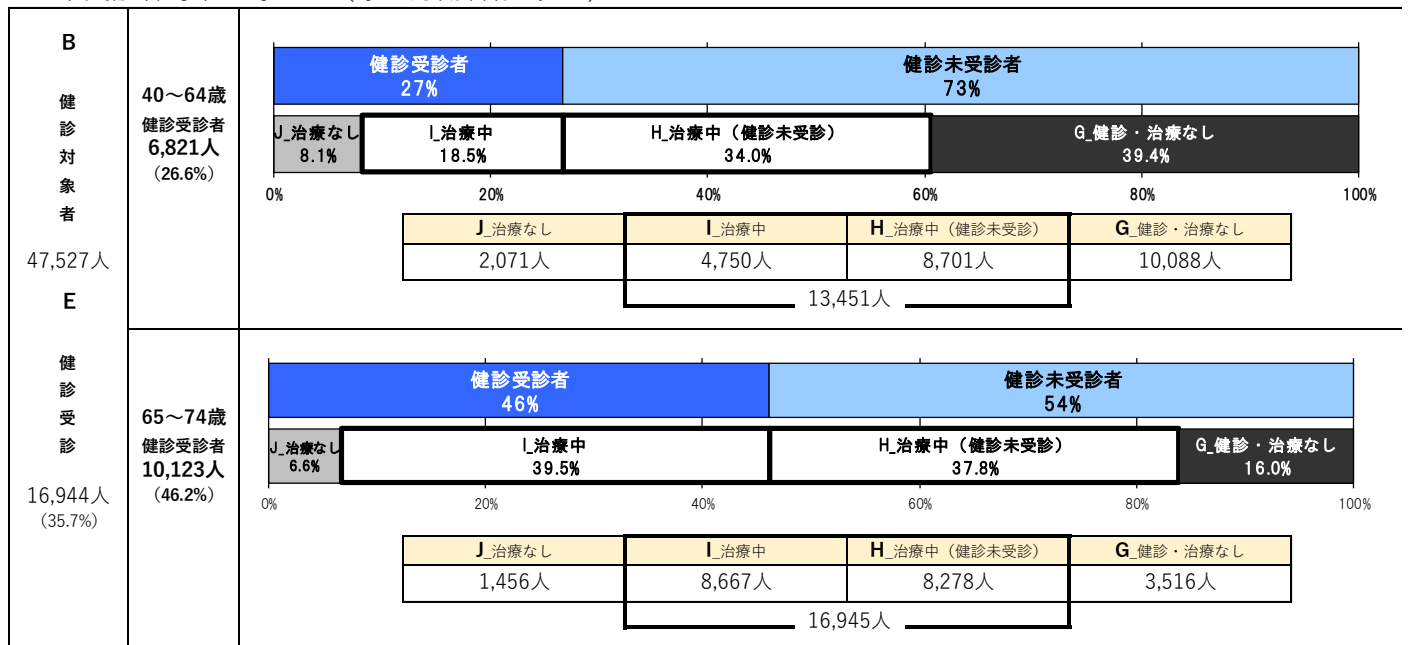 B
健
診
対
象
者
47,527人
E
健
診
受
診
16,944人
(35.7%)
40～64歳
健診受診者
6,821人
(26.6%)
健診受診者
27%
健診未受診者
73%
J_治療なし
8.1%
I_治療中
18.5%
H_治療中（健診未受診）
34.0%
G_健診・治療なし
39.4%
0%
20%
40%
60%
80%
100%
J_治療なし
I_治療中
H_治療中（健診未受診）
G_健診・治療なし
2,071人
4,750人
8,701人
10,088人
13,451人
65～74歳
健診受診者
10,123人
(46.2%)
健診受診者
46%
健診未受診者
54%
J_治療なし
6.6%
I_治療中
39.5%
H_治療中（健診未受診）
37.8%
G_健診・治療なし
16.0%
0%
20%
40%
60%
80%
100%
J_治療なし
I_治療中
H_治療中（健診未受診）
G_健診・治療なし
1,456人
8,667人
8,278人
3,516人
16,945人